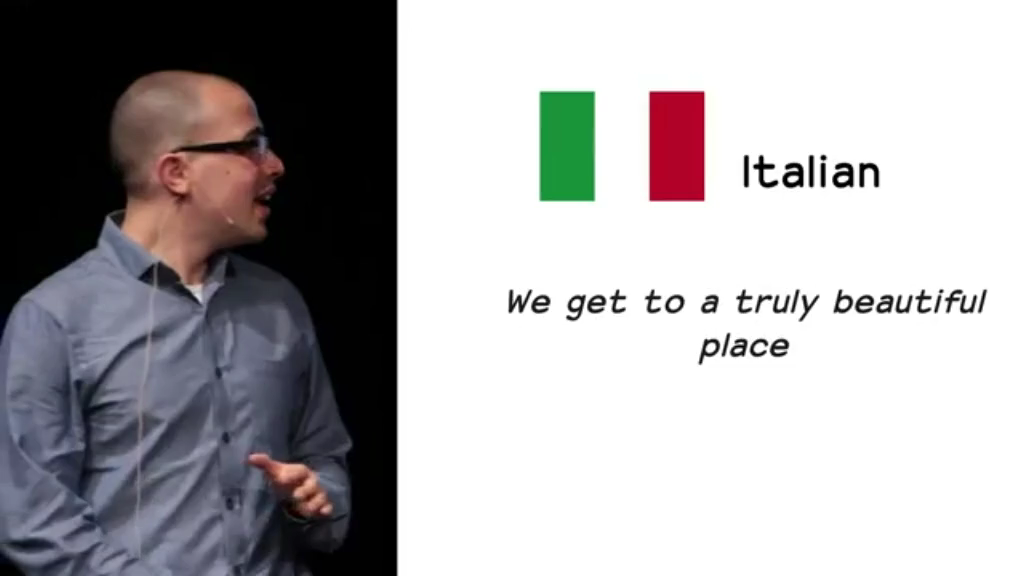 Italian
We get to a truly beautiful
place